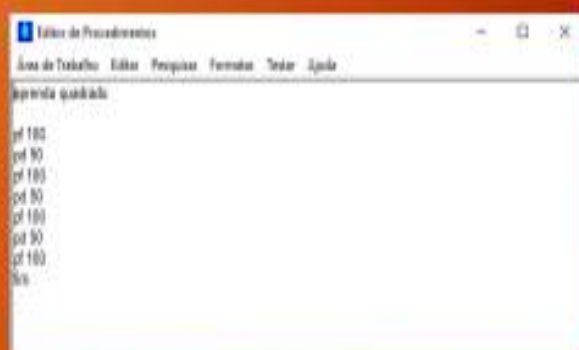 Editor de Procedimentos
Área de Trabalho Editar Pesquisar Formatar Testar Ajuda
aprenda quadrado
pf 100
pd 90
pf 100
pd 90
pf 100
pd 90
pf 100
fim